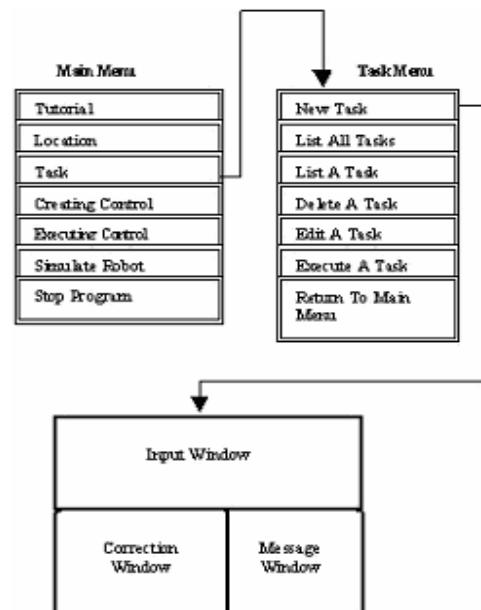 Main Menu
Tutorial
Location
Task
Creating Control
Executing Control
Simulate Robot
Stop Program
Task Menu
New Task
List All Tasks
List A Task
Delete A Task
Edit A Task
Execute A Task
Return To Main
Menu
Input Window
Correction
Window
Message
Window